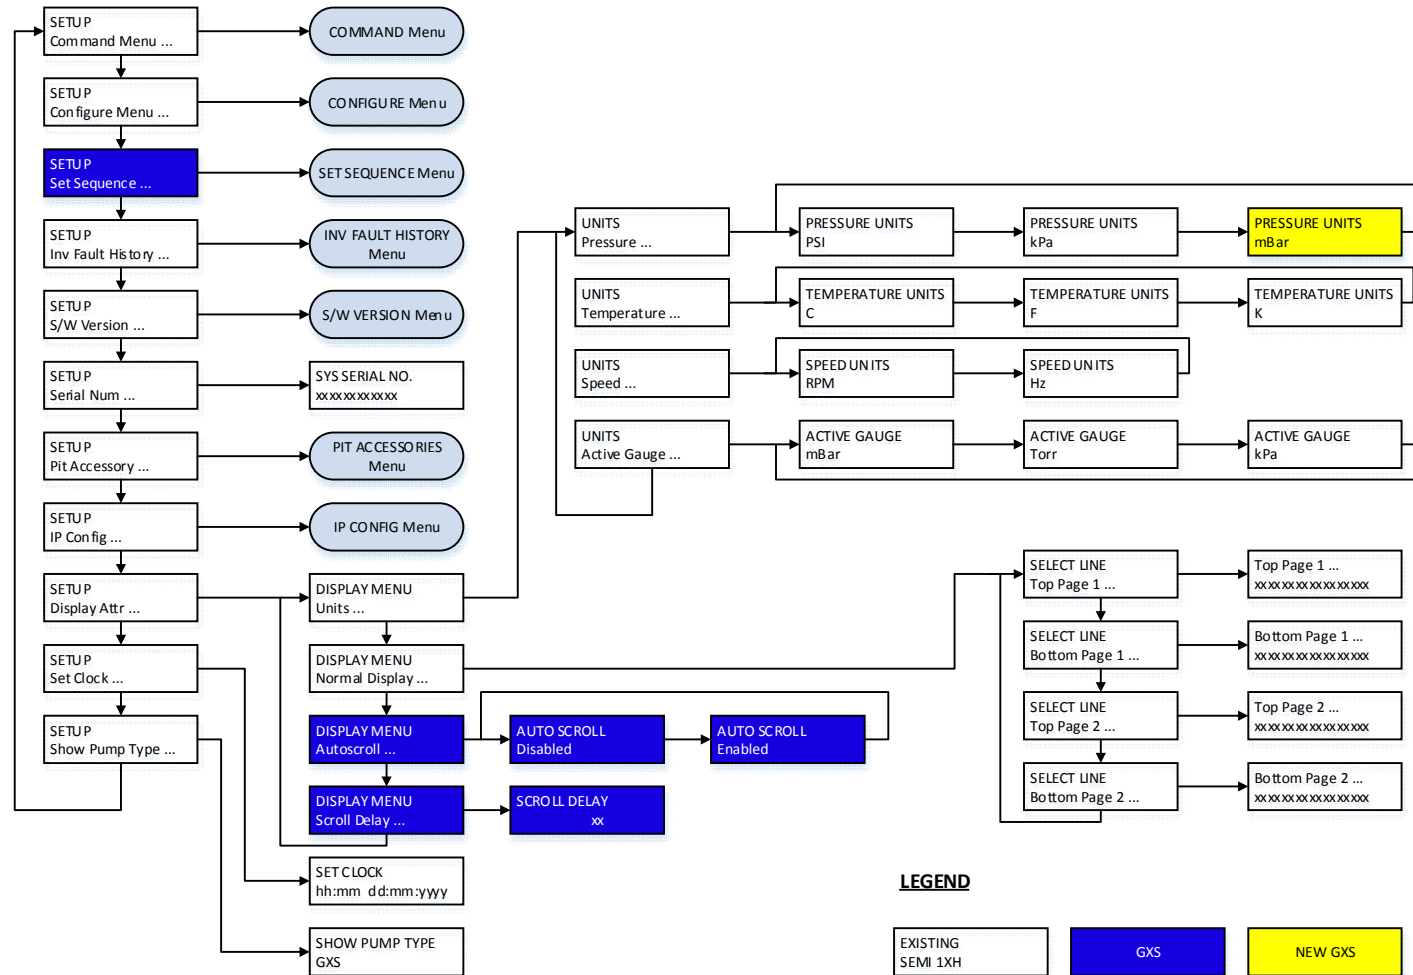 SETUP
Command Menu ...
COMMAND Menu
SETUP
Configure Menu ...
CONFIGURE Menu
SETUP
Set Sequence ...
SET SEQUENCE Menu
SETUP
Inv Fault History ...
INV FAULT HISTORY
Menu
SETUP
S/W Version ...
S/W VERSION Menu
SETUP
Serial Num ...
SYS SERIAL NO.
xxxxxxxxxxxx
SETUP
Pit Accessory ...
PIT ACCESSORIES
Menu
SETUP
IP Config ...
IP CONFIG Menu
SETUP
Display Attr ...
DISPLAY MENU
Units ...
SETUP
Set Clock ...
DISPLAY MENU
Normal Display ...
SETUP
Show Pump Type ...
DISPLAY MENU
Autoscroll ...
AUTO SCROLL
Disabled
AUTO SCROLL
Enabled
DISPLAY MENU
Scroll Delay ...
SCROLL DELAY
xx
SET CLOCK
hh:mm dd:mm:yyyy
SHOW PUMP TYPE
GXS
UNITS
Pressure ...
PRESSURE UNITS
PSI
PRESSURE UNITS
kPa
PRESSURE UNITS
mBar
UNITS
Temperature ...
TEMPERATURE UNITS
C
TEMPERATURE UNITS
F
TEMPERATURE UNITS
K
UNITS
Speed ...
SPEED UNITS
RPM
SPEED UNITS
Hz
UNITS
Active Gauge ...
ACTIVE GAUGE
mBar
ACTIVE GAUGE
Torr
ACTIVE GAUGE
kPa
SELECT LINE
Top Page 1 ...
Top Page 1 ...
xxxxxxxxxxxxxxxxx
SELECT LINE
Bottom Page 1 ...
Bottom Page 1 ...
xxxxxxxxxxxxxxxxx
SELECT LINE
Top Page 2 ...
Top Page 2 ...
xxxxxxxxxxxxxxxxx
SELECT LINE
Bottom Page 2 ...
Bottom Page 2 ...
xxxxxxxxxxxxxxxxx
LEGEND
EXISTING
SEMI 1XH
GXS
NEW GXS